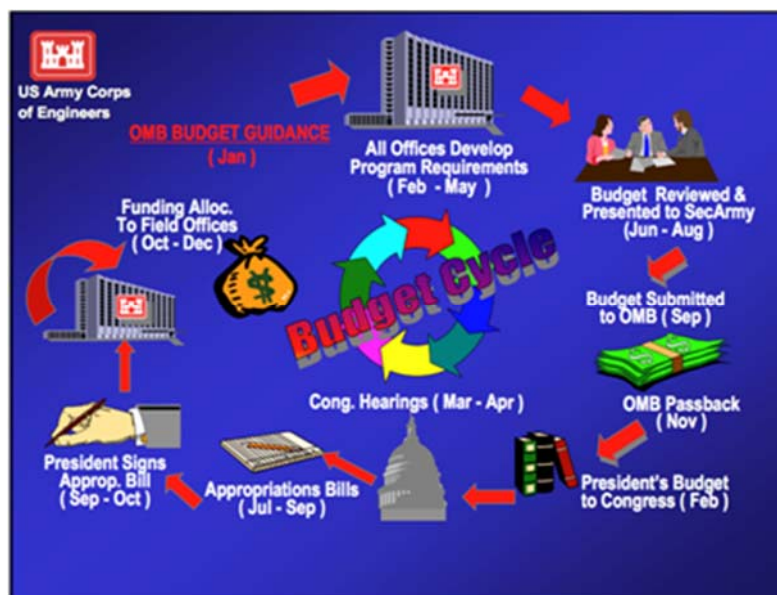 US Army Corps
of Engineers
OMB BUDGET GUIDANCE
( Jan )
All Offices Develop
Program Requirements
( Feb - May )
Budget Reviewed &
Presented to SecArmy
(Jun - Aug )
Budget Submitted
to OMB ( Sep )
OMB Passback
( Nov )
President's Budget
to Congress ( Feb )
Cong. Hearings ( Mar - Apr )
Appropriations Bills
( Jul - Sep )
President Signs
Approp. Bill
( Sep - Oct )
Funding Alloc.
To Field Offices
( Oct - Dec )
Budget Cycle
$